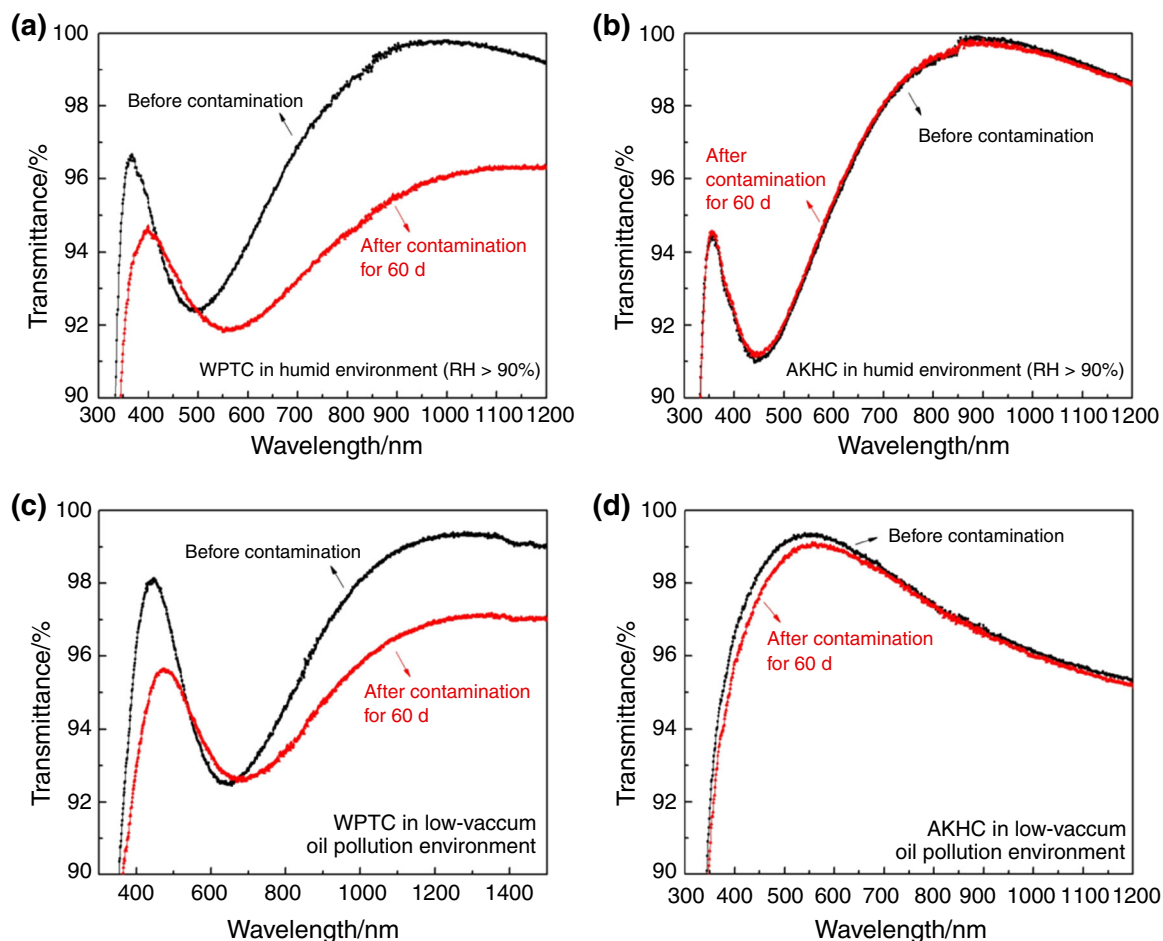 (a)
100
98
96
94
92
90
Transmittance/%
Before contamination
After contamination
for 60 d
WPTC in humid environment (RH > 90%)
300 400 500 600 700 800 900 1000 1100 1200
Wavelength/nm
(b)
100
98
96
94
92
90
Transmittance/%
Before contamination
After
contamination
for 60 d
AKHC in humid environment (RH > 90%)
300 400 500 600 700 800 900 1000 1100 1200
Wavelength/nm
(c)
100
98
96
94
92
90
Transmittance/%
Before contamination
After contamination
for 60 d
WPTC in low-vaccum
oil pollution environment
400 600 800 1000 1200 1400
Wavelength/nm
(d)
100
98
96
94
92
90
Transmittance/%
Before contamination
After contamination
for 60 d
AKHC in low-vaccum
oil pollution environment
300 400 500 600 700 800 900 1000 1100 1200
Wavelength/nm